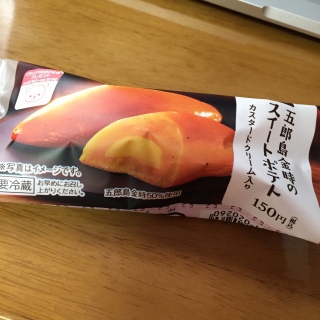 五郎島金時の
スイートポテト
カスタードクリーム入り
150円
(税込)
※写真はイメージです。
要冷蔵
お早めにお召し
上がりください。
五郎島金時50%使用